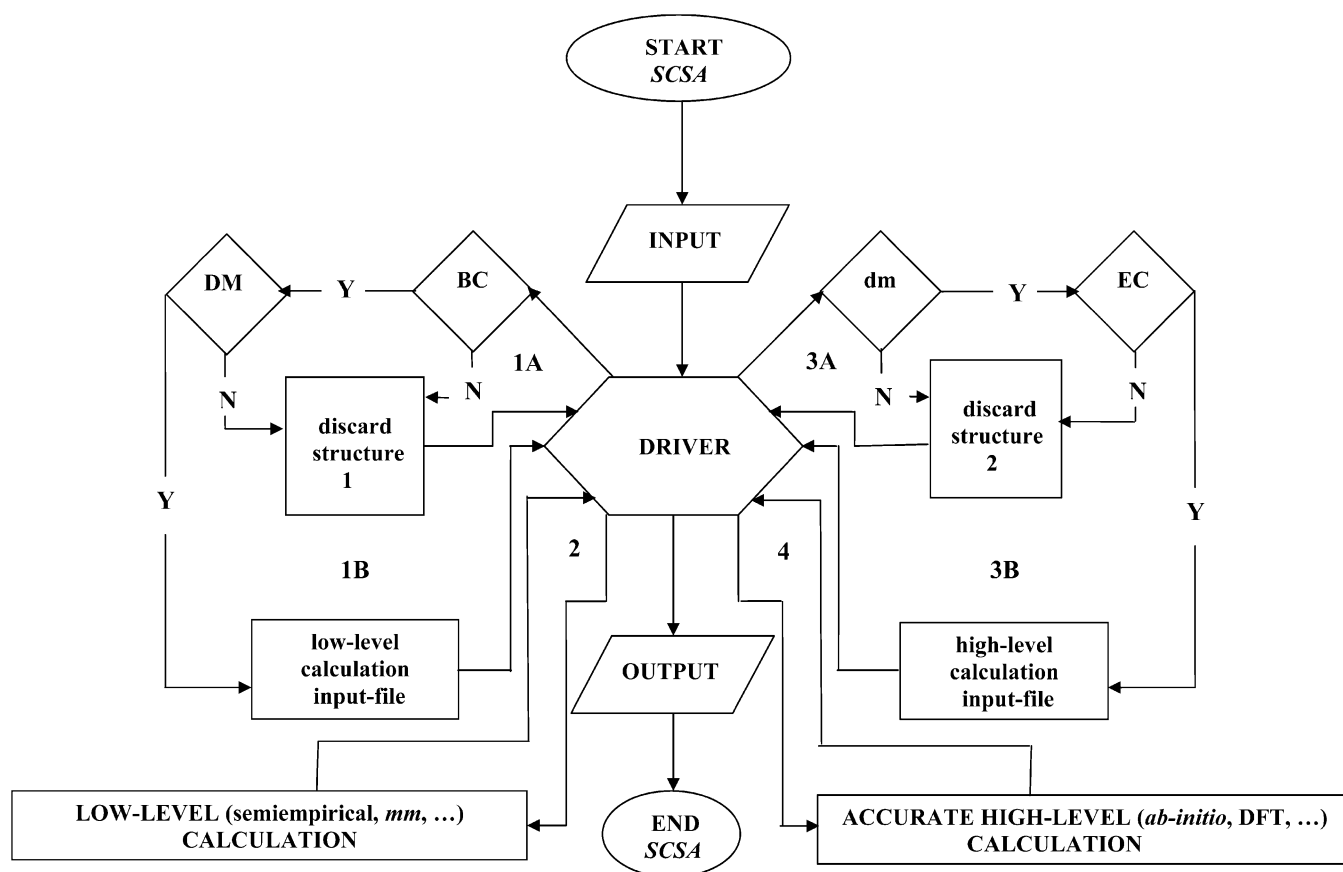 START
SCSA
INPUT
DM
Y
BC
dm
Y
EC
1A
3A
N
N
N
N
discard
structure
1
DRIVER
discard
structure
2
Y
Y
2
4
1B
3B
low-level
calculation
input-file
OUTPUT
high-level
calculation
input-file
LOW-LEVEL (semiempirical, mm, …)
CALCULATION
END
SCSA
ACCURATE HIGH-LEVEL (ab-initio, DFT, …)
CALCULATION